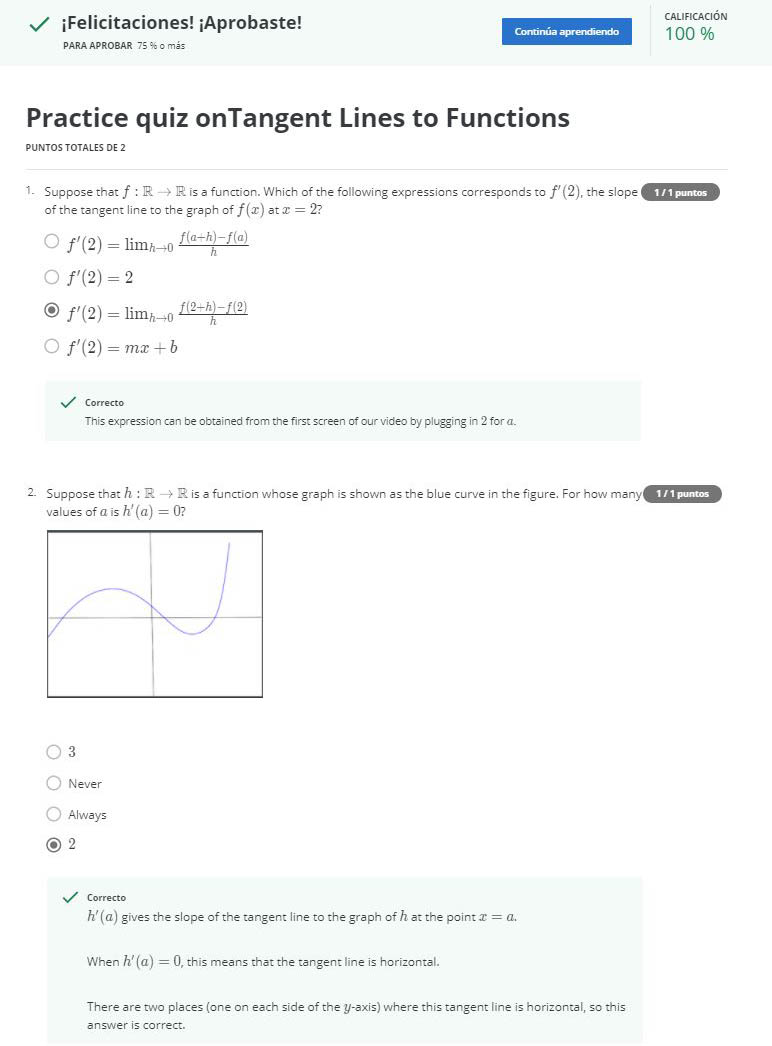 ¡Felicitaciones! ¡Aprobaste!
PARA APROBAR 75 % o más
Continúa aprendiendo
CALIFICACIÓN
100 %
Practice quiz onTangent Lines to Functions
PUNTOS TOTALES DE 2
1. Suppose that f : ℝ → ℝ is a function. Which of the following expressions corresponds to f′(2), the slope
of the tangent line to the graph of f(x) at x = 2?
1 / 1 puntos
f′(2) = lim_{h→0} \frac{f(a+h)−f(a)}{h}
f′(2) = 2
f′(2) = lim_{h→0} \frac{f(2+h)−f(2)}{h}
f′(2) = mx + b
Correcto
This expression can be obtained from the first screen of our video by plugging in 2 for a.
2. Suppose that h : ℝ → ℝ is a function whose graph is shown as the blue curve in the figure. For how many
values of a is h′(a) = 0?
1 / 1 puntos
3
Never
Always
2
Correcto
h′(a) gives the slope of the tangent line to the graph of h at the point x = a.
When h′(a) = 0, this means that the tangent line is horizontal.
There are two places (one on each side of the y-axis) where this tangent line is horizontal, so this
answer is correct.